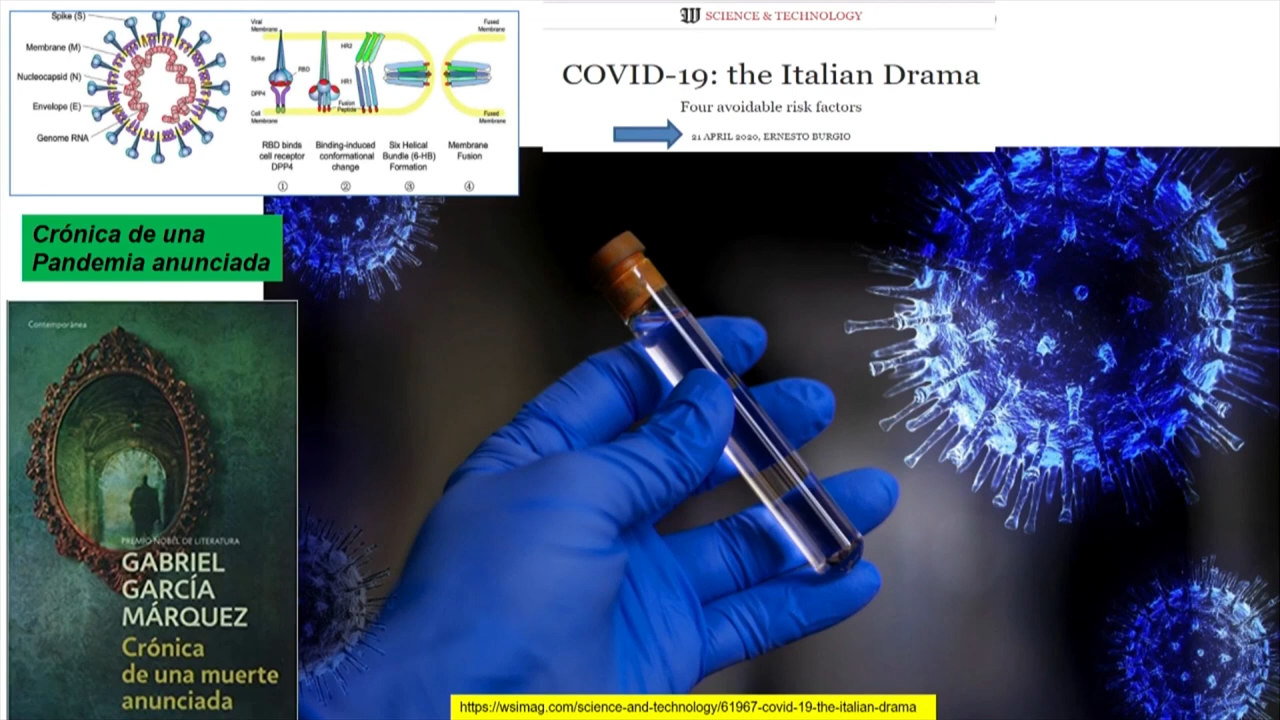 Spike (S)
Membrane (M)
Nucleocapsid (N)
Envelope (E)
Genome RNA
Viral
Membrane
Spike
RBD
DPP4
Cell
Membrane
HR2
HR1
Fusion
Peptide
Fused
Membrane
Fused
Membrane
RBD binds
cell receptor
DPP4
①
Binding-induced
conformational
change
②
Six Helical
Bundle (6-HB)
Formation
③
Membrane
Fusion
④
W SCIENCE & TECHNOLOGY
COVID-19: the Italian Drama
Four avoidable risk factors
21 APRIL 2020, ERNESTO BURGIO
Crónica de una
Pandemia anunciada
Contemporánea
PREMIO NOBEL DE LITERATURA
GABRIEL
GARCÍA
MÁRQUEZ
Crónica
de una muerte
anunciada
https://wsimag.com/science-and-technology/61967-covid-19-the-italian-drama